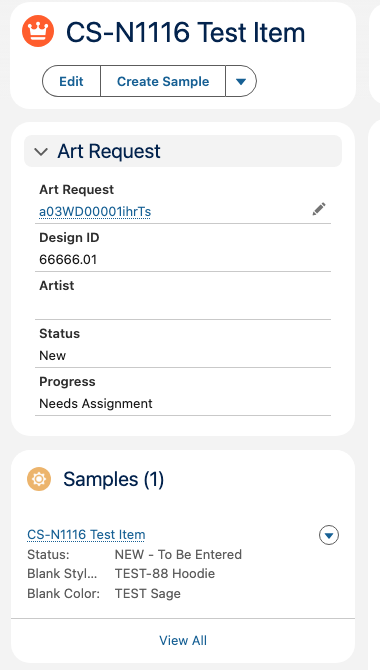 CS-N1116 Test Item
Edit
Create Sample
Art Request
Art Request
a03WD00001ihrTs
Design ID
66666.01
Artist
Status
New
Progress
Needs Assignment
Samples (1)
CS-N1116 Test Item
Status: NEW - To Be Entered
Blank Styl... TEST-88 Hoodie
Blank Color: TEST Sage
View All